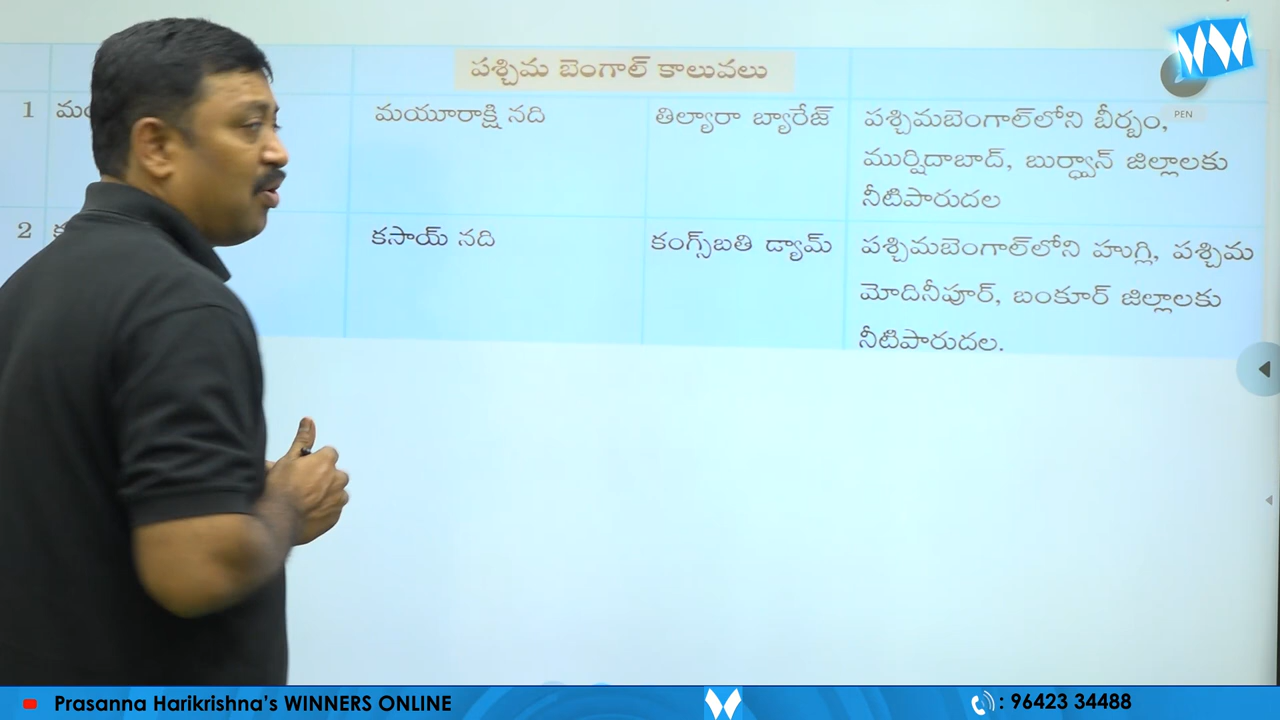 పశ్చిమ బెంగాల్ కాలువలు
1 మయూరాక్షి నది తిల్పారా బ్యారేజ్ పశ్చిమబెంగాల్‌లోని బీర్భం,
ముర్షిదాబాద్, బుర్ధ్వాన్ జిల్లాలకు
నీటిపారుదల
2 కసాయ్ నది కంగ్స్‌బతి డ్యామ్ పశ్చిమబెంగాల్‌లోని హుగ్లి, పశ్చిమ
మోదినీపూర్, బంకూర్ జిల్లాలకు
నీటిపారుదల.
PEN
Prasanna Harikrishna's WINNERS ONLINE
: 96423 34488